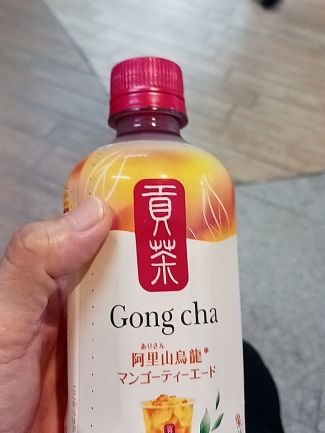 貢茶
Gong cha
ありさん
阿里山烏龍*
マンゴーティーエード
貢